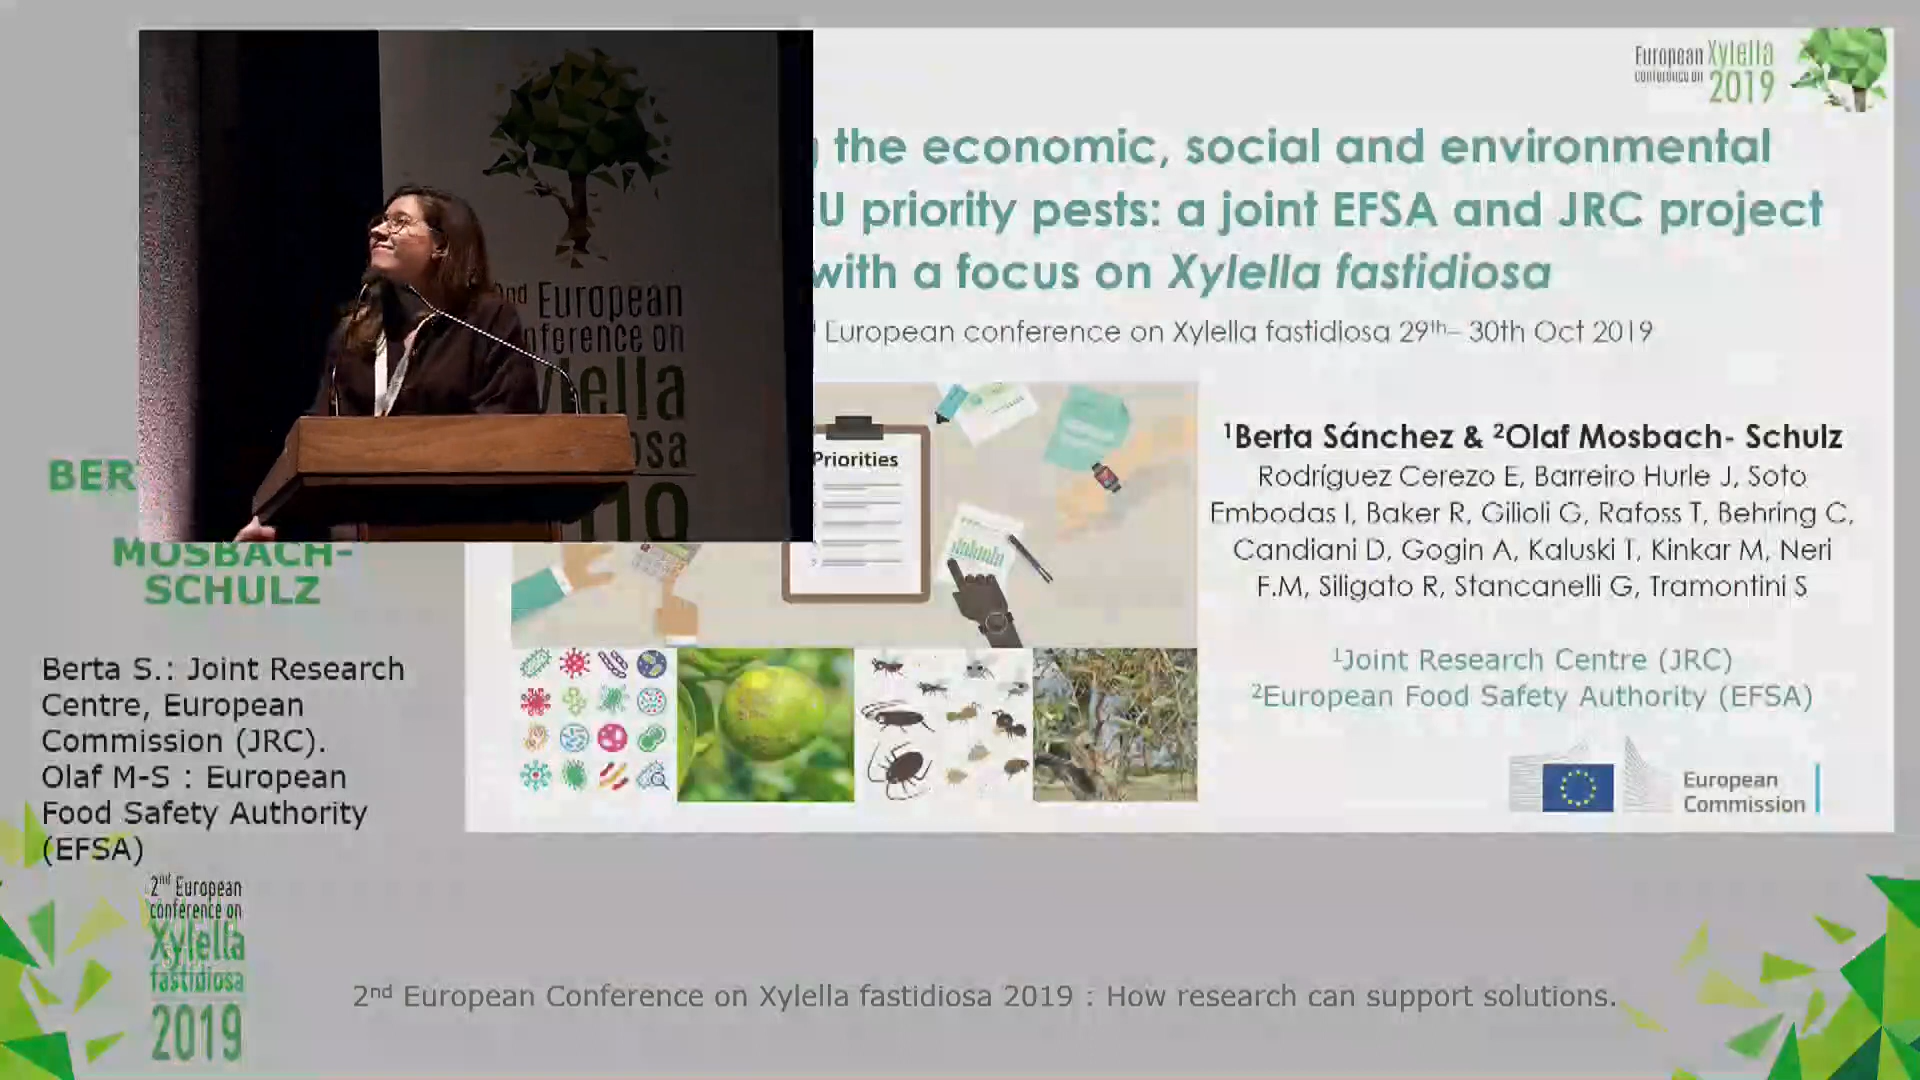 European Xylella
conference on 2019
the economic, social and environmental
U priority pests: a joint EFSA and JRC project
with a focus on Xylella fastidiosa
European conference on Xylella fastidiosa 29th– 30th Oct 2019
2nd European
nference on
Xylella
osa
19
Priorities
¹Berta Sánchez & ²Olaf Mosbach- Schulz
Rodríguez Cerezo E, Barreiro Hurle J, Soto
Embodas I, Baker R, Gilioli G, Rafoss T, Behring C,
Candiani D, Gogin A, Kaluski T, Kinkar M, Neri
F.M, Siligato R, Stancanelli G, Tramontini S
¹Joint Research Centre (JRC)
²European Food Safety Authority (EFSA)
European
Commission
BER
MOSBACH-
SCHULZ
Berta S.: Joint Research
Centre, European
Commission (JRC).
Olaf M-S : European
Food Safety Authority
(EFSA)
2nd European
conférence on
Xylella
fastidiosa
2019
2nd European Conference on Xylella fastidiosa 2019 : How research can support solutions.